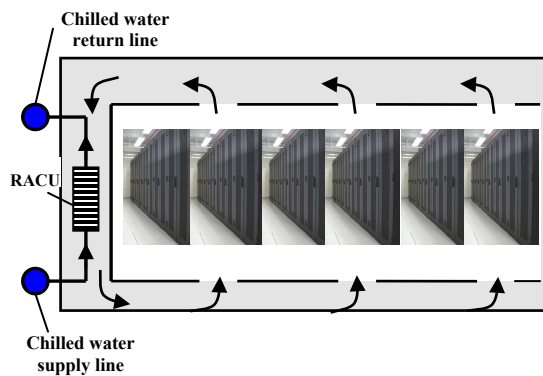 Chilled water
return line
RACU
Chilled water
supply line